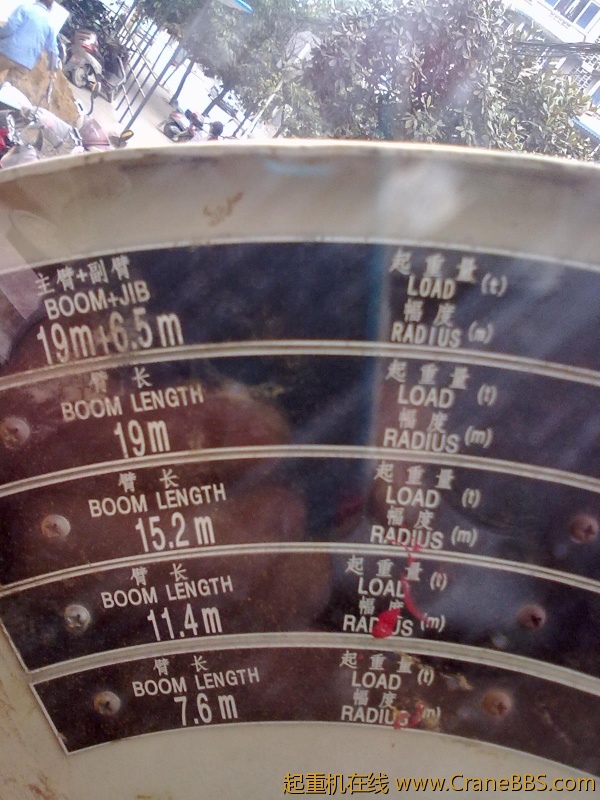 主臂+副臂
BOOM+JIB
19m+6.5m
起重量
LOAD (t)
幅度
RADIUS (m)
臂长
BOOM LENGTH
19m
起重量
LOAD (t)
幅度
RADIUS (m)
臂长
BOOM LENGTH
15.2m
起重量
LOAD (t)
幅度
RADIUS (m)
臂长
BOOM LENGTH
11.4m
起重量
LOAD (t)
幅度
RADIUS (m)
臂长
BOOM LENGTH
7.6m
起重量
LOAD (t)
幅度
RADIUS (m)
起重机在线 www.CraneBBS.com